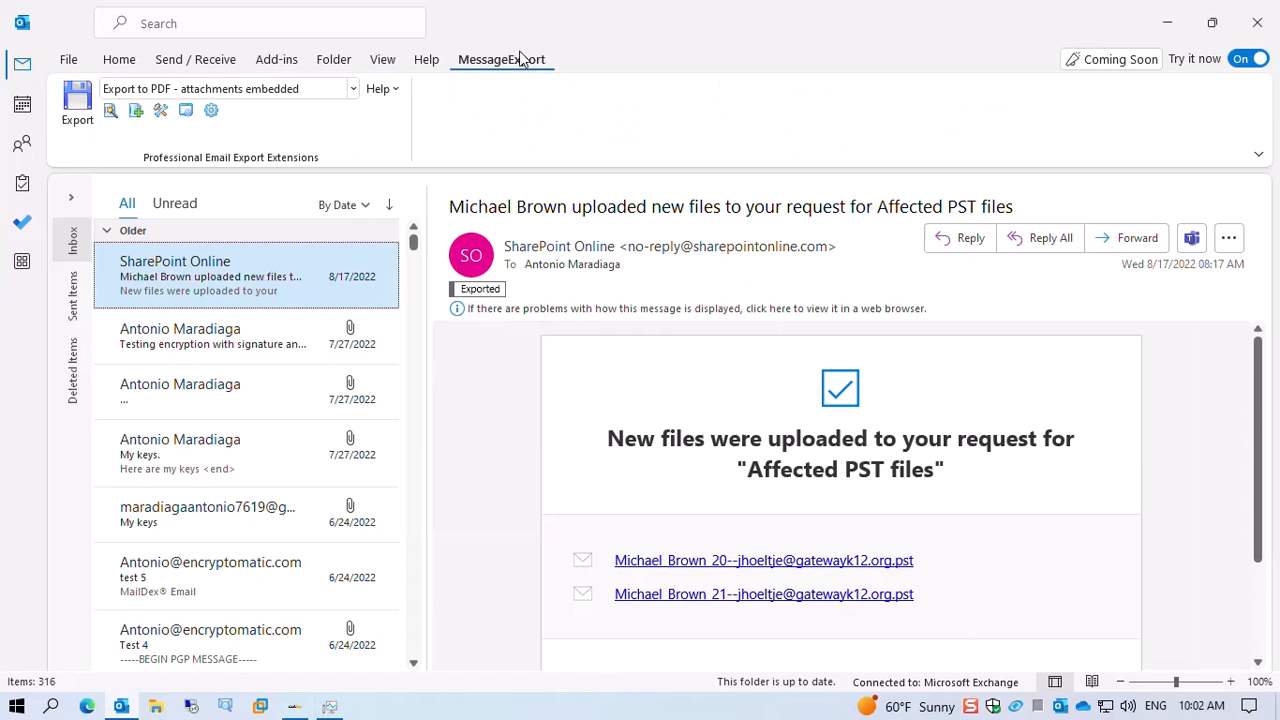 Search
File Home Send / Receive Add-ins Folder View Help MessageExport Coming Soon Try it now On
Export to PDF - attachments embedded Help
Export
Professional Email Export Extensions
All Unread By Date
Older
SharePoint Online
Michael Brown uploaded new files t... 8/17/2022
New files were uploaded to your
Antonio Maradiaga
Testing encryption with signature an... 7/27/2022
Antonio Maradiaga
... 7/27/2022
Antonio Maradiaga
My keys. 7/27/2022
Here are my keys <end>
maradiagaantonio7619@g...
My keys 6/24/2022
Antonio@encryptomatic.com
test 5 6/24/2022
MailDex® Email
Antonio@encryptomatic.com
Test 4 6/24/2022
-----BEGIN PGP MESSAGE-----
Inbox
Sent Items
Deleted Items
Michael Brown uploaded new files to your request for Affected PST files
SO
SharePoint Online <no-reply@sharepointonline.com>
To Antonio Maradiaga
Reply Reply All Forward
Wed 8/17/2022 08:17 AM
Exported
If there are problems with how this message is displayed, click here to view it in a web browser.
New files were uploaded to your request for
"Affected PST files"
Michael Brown 20--jhoeltje@gatewayk12.org.pst
Michael Brown 21--jhoeltje@gatewayk12.org.pst
Items: 316 This folder is up to date. Connected to: Microsoft Exchange 100%
60°F Sunny ENG 10:02 AM